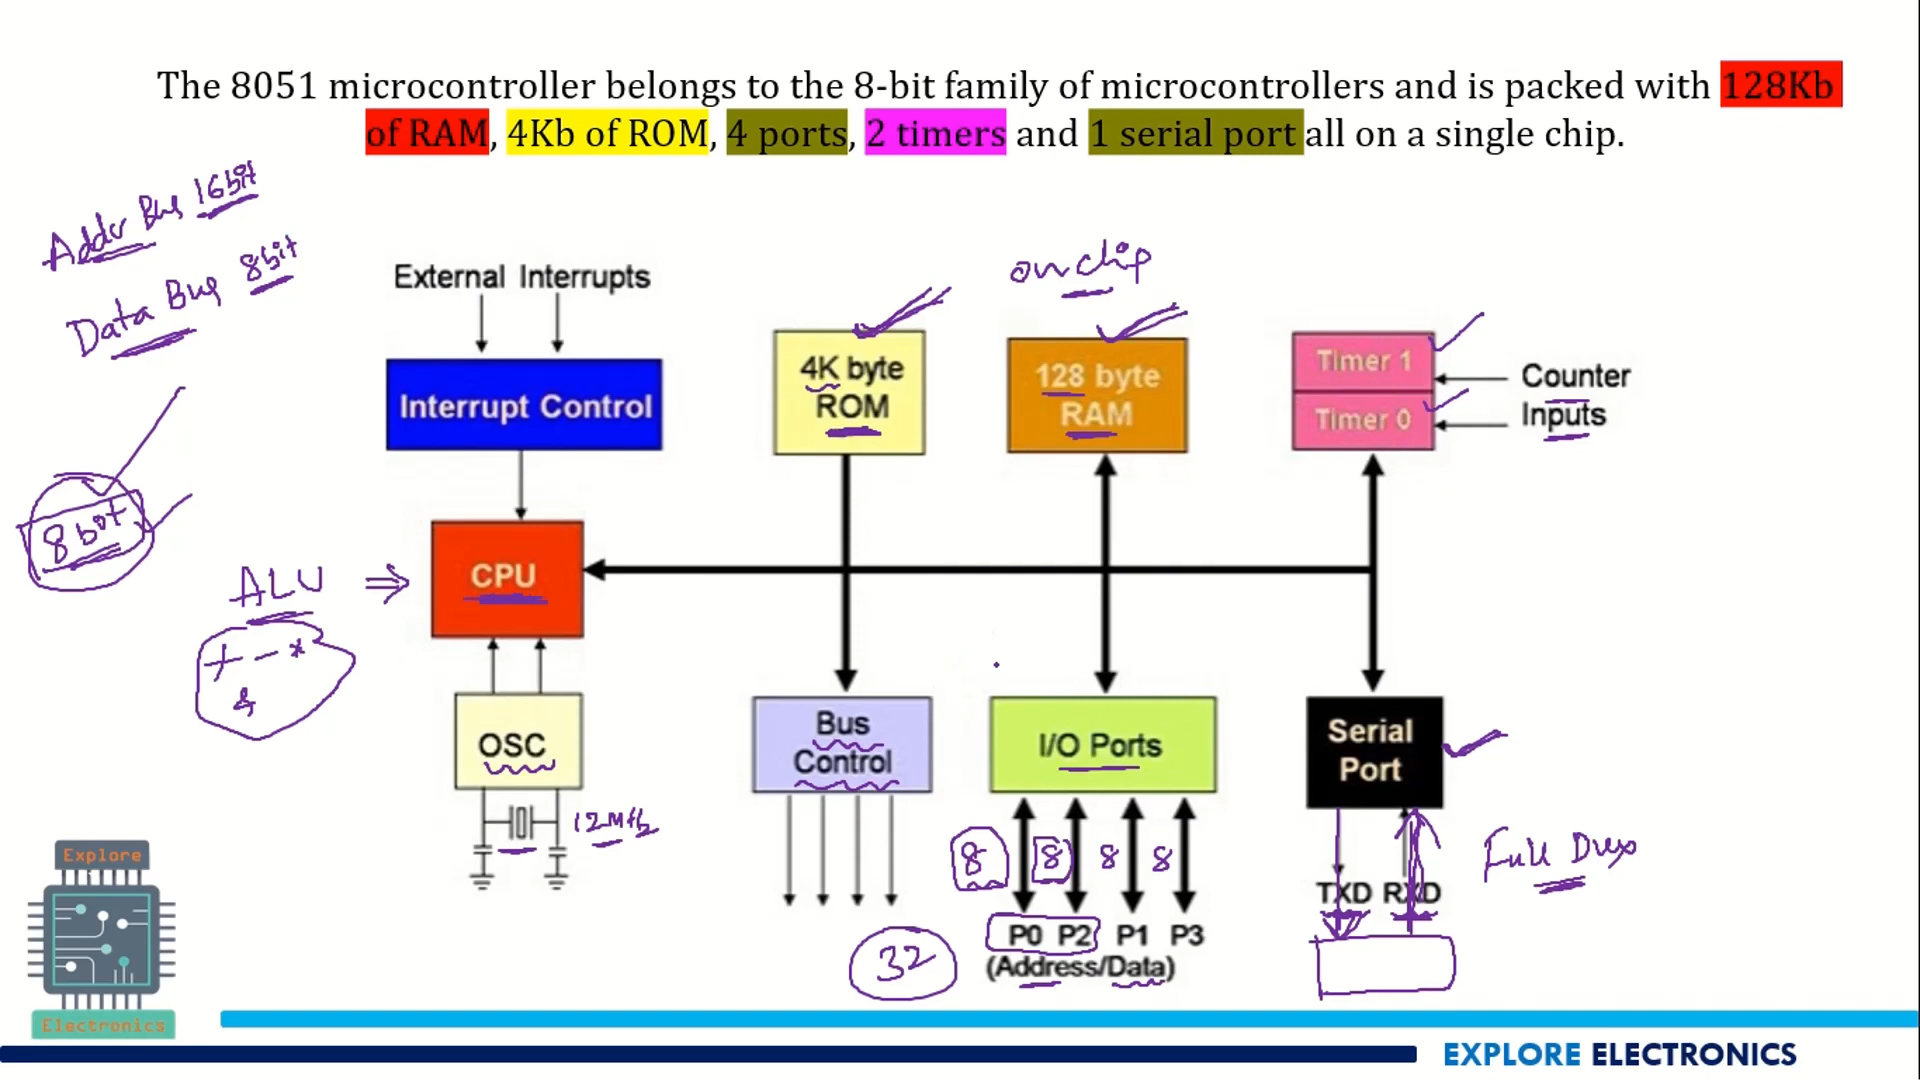 The 8051 microcontroller belongs to the 8-bit family of microcontrollers and is packed with 128Kb
of RAM, 4Kb of ROM, 4 ports, 2 timers and 1 serial port all on a single chip.
Addr Bus 16bit
Data Bus 8bit
External Interrupts
on chip
Interrupt Control
4K byte
ROM
128 byte
RAM
Timer 1
Timer 0
Counter
Inputs
8 bit
ALU ⇒
CPU
+ - *
&
OSC
Bus
Control
I/O Ports
Serial
Port
8 8 8 8
Full
TXD RXD
P0 P2 P1 P3
(Address/Data)
32
Explore
Electronics
EXPLORE ELECTRONICS